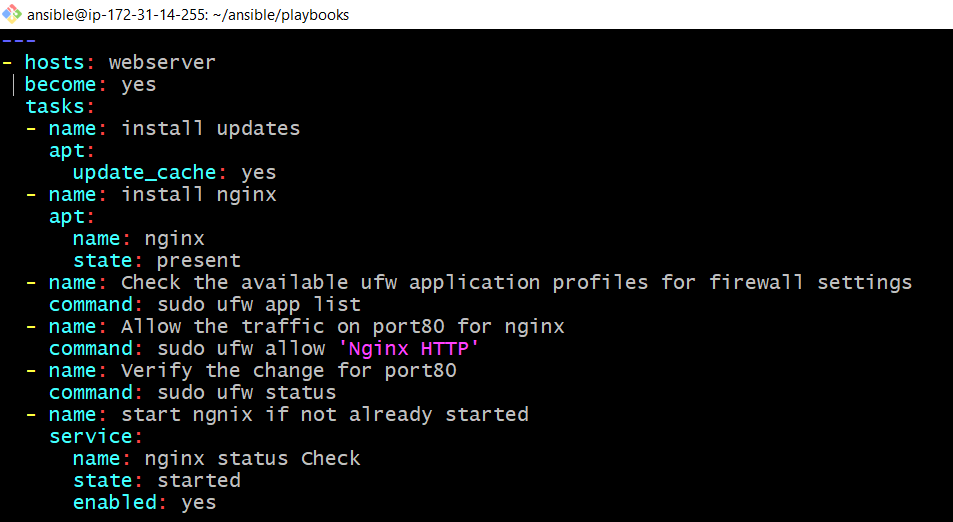 ansible@ip-172-31-14-255: ~/ansible/playbooks
---
- hosts: webserver
  become: yes
  tasks:
  - name: install updates
    apt:
      update_cache: yes
  - name: install nginx
    apt:
      name: nginx
      state: present
  - name: Check the available ufw application profiles for firewall settings
    command: sudo ufw app list
  - name: Allow the traffic on port80 for nginx
    command: sudo ufw allow 'Nginx HTTP'
  - name: Verify the change for port80
    command: sudo ufw status
  - name: start ngnix if not already started
    service:
      name: nginx status Check
      state: started
      enabled: yes